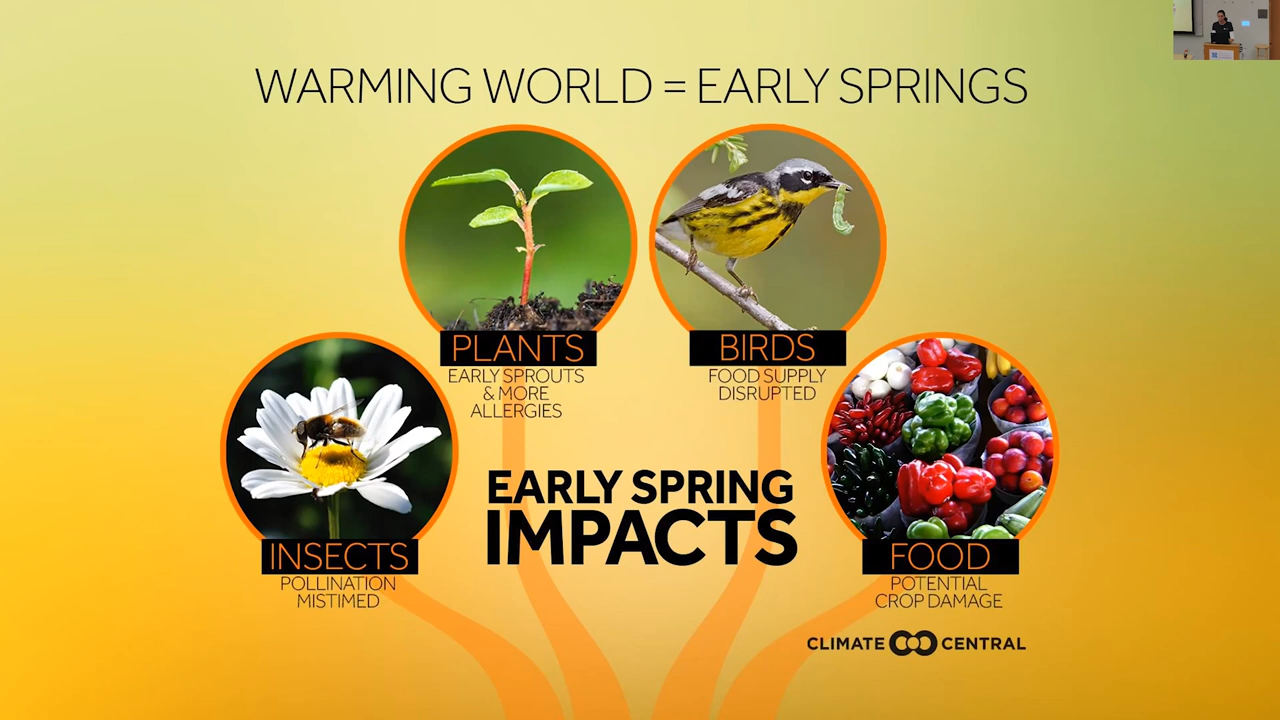 WARMING WORLD = EARLY SPRINGS
PLANTS
EARLY SPROUTS
& MORE
ALLERGIES
BIRDS
FOOD SUPPLY
DISRUPTED
EARLY SPRING
IMPACTS
INSECTS
POLLINATION
MISTIMED
FOOD
POTENTIAL
CROP DAMAGE
CLIMATE CENTRAL